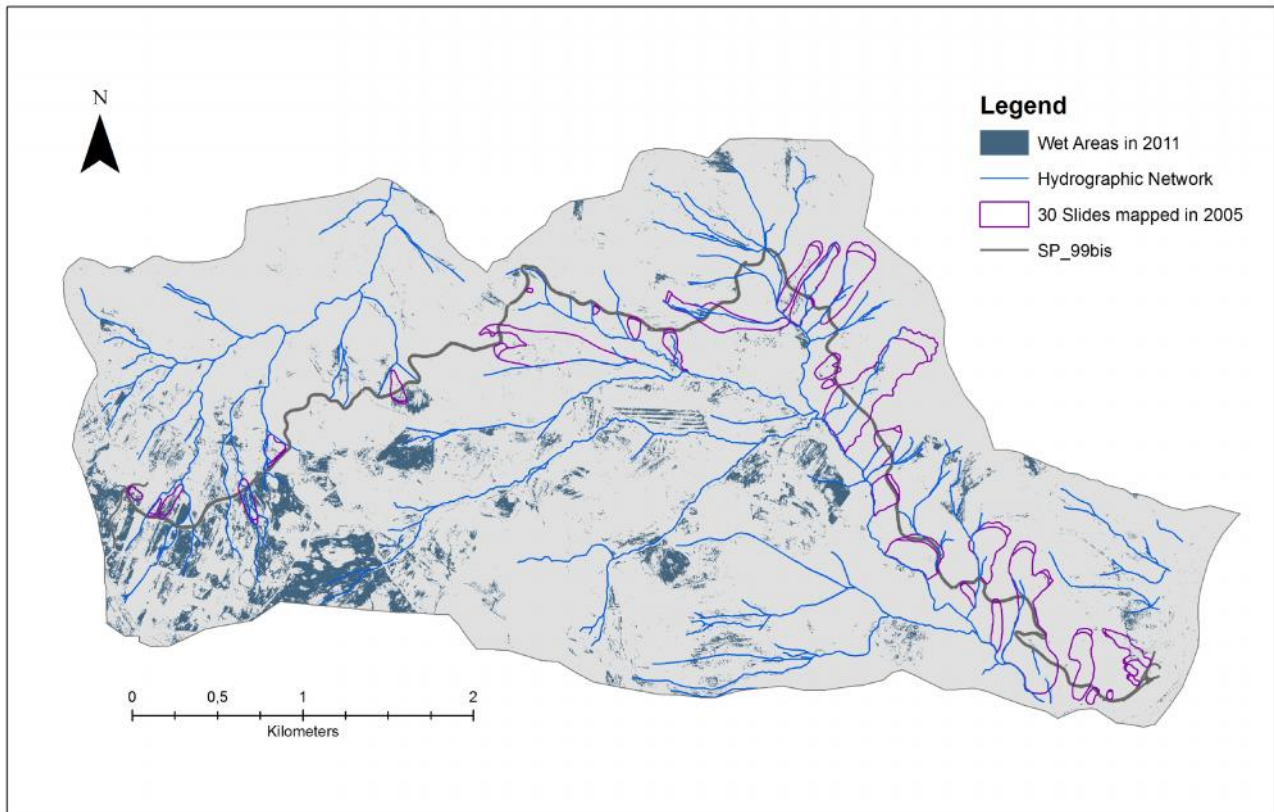 N
Legend
Wet Areas in 2011
Hydrographic Network
30 Slides mapped in 2005
SP_99bis
0 0,5 1 2
Kilometers